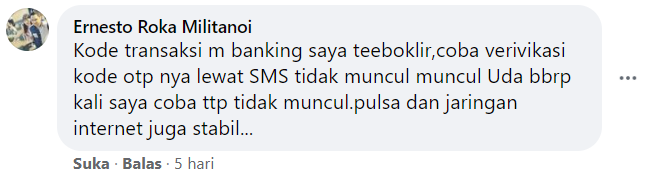 Ernesto Roka Militanoi
Kode transaksi m banking saya teeboklir,coba verivikasi
kode otp nya lewat SMS tidak muncul muncul Uda bbrp
kali saya coba ttp tidak muncul.pulsa dan jaringan
internet juga stabil...
Suka · Balas · 5 hari